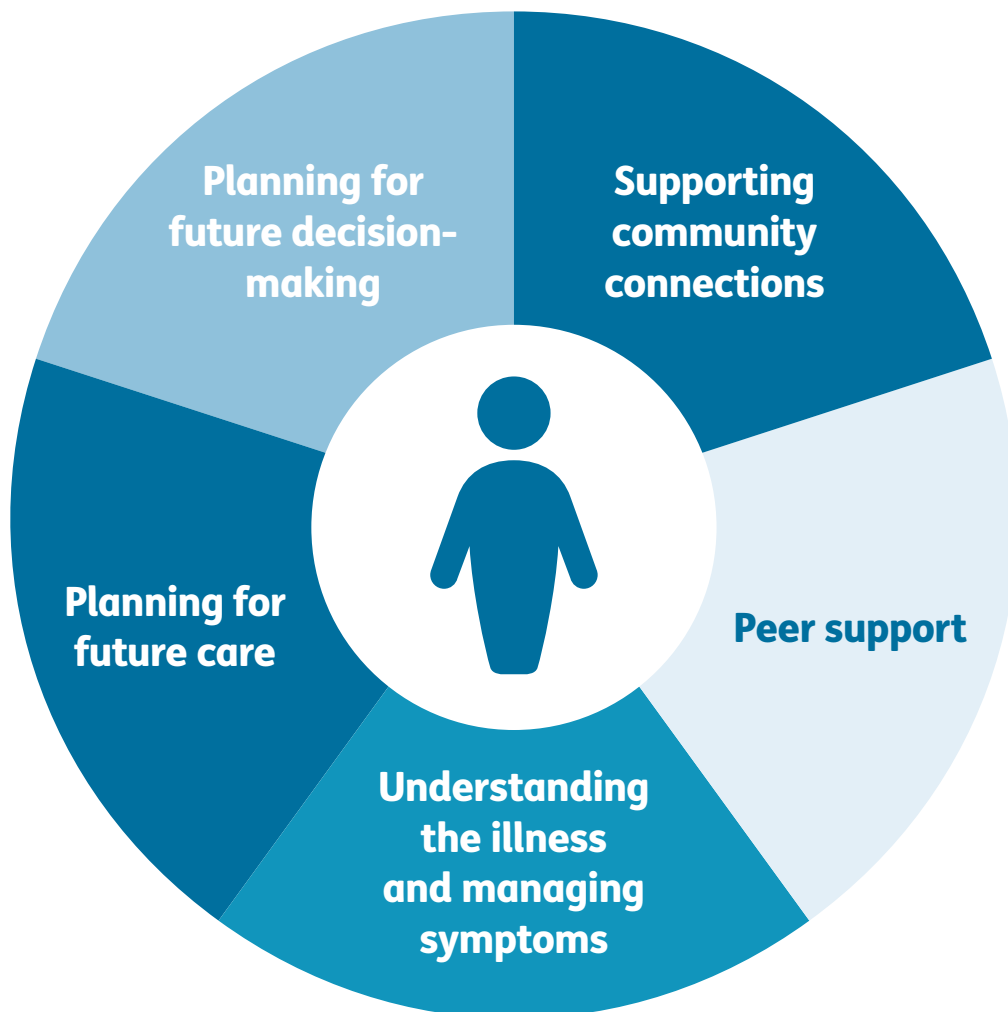 Planning for
future decision-
making
Supporting
community
connections
Peer support
Understanding
the illness
and managing
symptoms
Planning for
future care